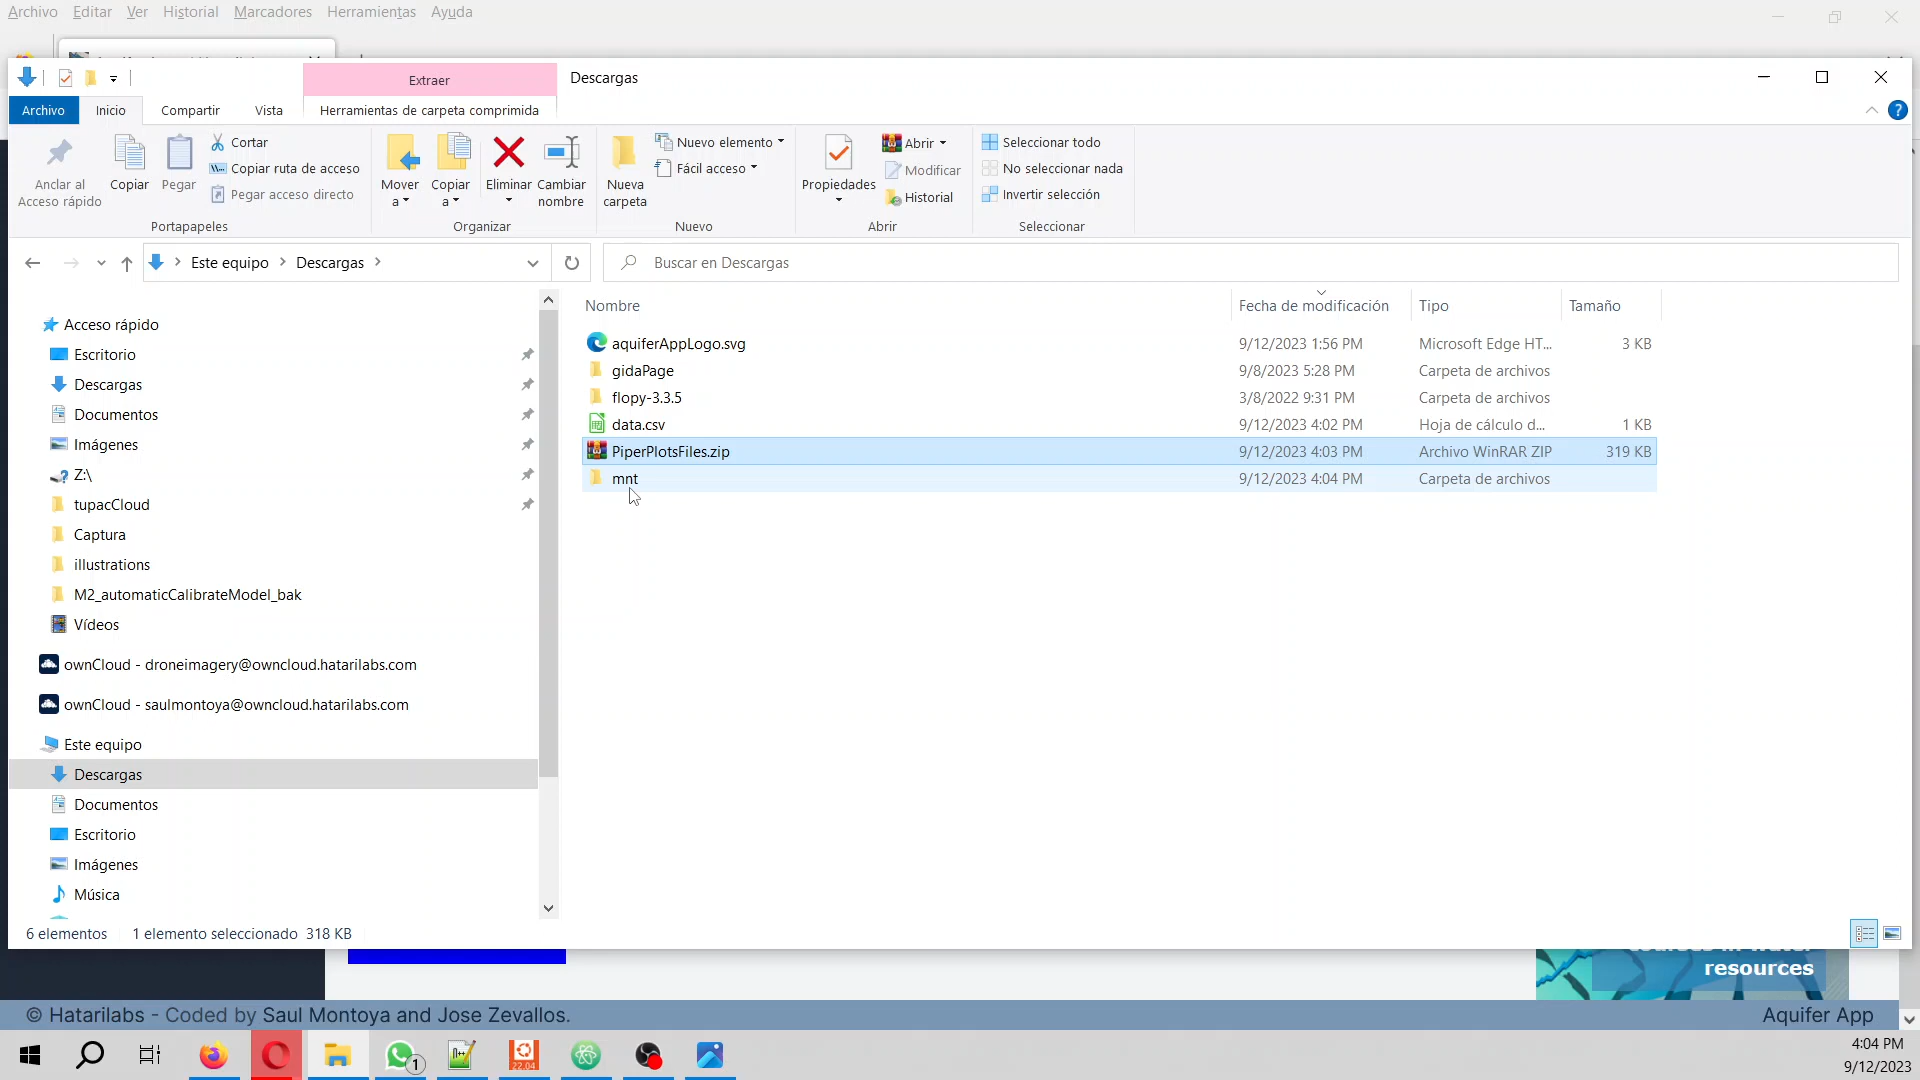 Archivo Editar Ver Historial Marcadores Herramientas Ayuda
Extraer
Descargas
Archivo Inicio Compartir Vista Herramientas de carpeta comprimida
Anclar al
Acceso rápido
Copiar
Pegar
Cortar
Copiar ruta de acceso
Pegar acceso directo
Portapapeles
Mover
a
Copiar
a
Eliminar
Cambiar
nombre
Organizar
Nueva
carpeta
Nuevo elemento
Fácil acceso
Nuevo
Propiedades
Abrir
Modificar
Historial
Abrir
Seleccionar todo
No seleccionar nada
Invertir selección
Seleccionar
Este equipo > Descargas >
Buscar en Descargas
Nombre Fecha de modificación Tipo Tamaño
aquiferAppLogo.svg 9/12/2023 1:56 PM Microsoft Edge HT... 3 KB
gidaPage 9/8/2023 5:28 PM Carpeta de archivos
flopy-3.3.5 3/8/2022 9:31 PM Carpeta de archivos
data.csv 9/12/2023 4:02 PM Hoja de cálculo d... 1 KB
PiperPlotsFiles.zip 9/12/2023 4:03 PM Archivo WinRAR ZIP 319 KB
mnt 9/12/2023 4:04 PM Carpeta de archivos
Acceso rápido
Escritorio
Descargas
Documentos
Imágenes
Z:\
tupacCloud
Captura
illustrations
M2_automaticCalibrateModel_bak
Vídeos
ownCloud - droneimagery@owncloud.hatarilabs.com
ownCloud - saulmontoya@owncloud.hatarilabs.com
Este equipo
Descargas
Documentos
Escritorio
Imágenes
Música
6 elementos 1 elemento seleccionado 318 KB
resources
© Hatarilabs - Coded by Saul Montoya and Jose Zevallos. Aquifer App
1
22.04
4:04 PM
9/12/2023